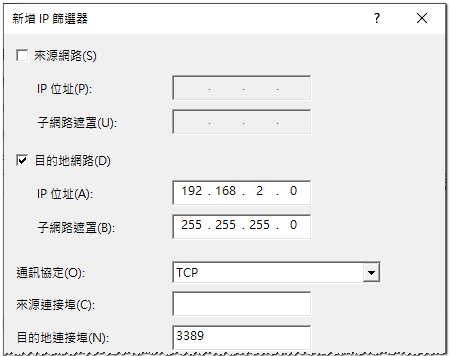 新增 IP 篩選器 ? ×
來源網路(S)
IP 位址(P): . . .
子網路遮罩(U): . . .
目的地網路(D)
IP 位址(A): 192 . 168 . 2 . 0
子網路遮罩(B): 255 . 255 . 255 . 0
通訊協定(O): TCP
來源連接埠(C):
目的地連接埠(N): 3389